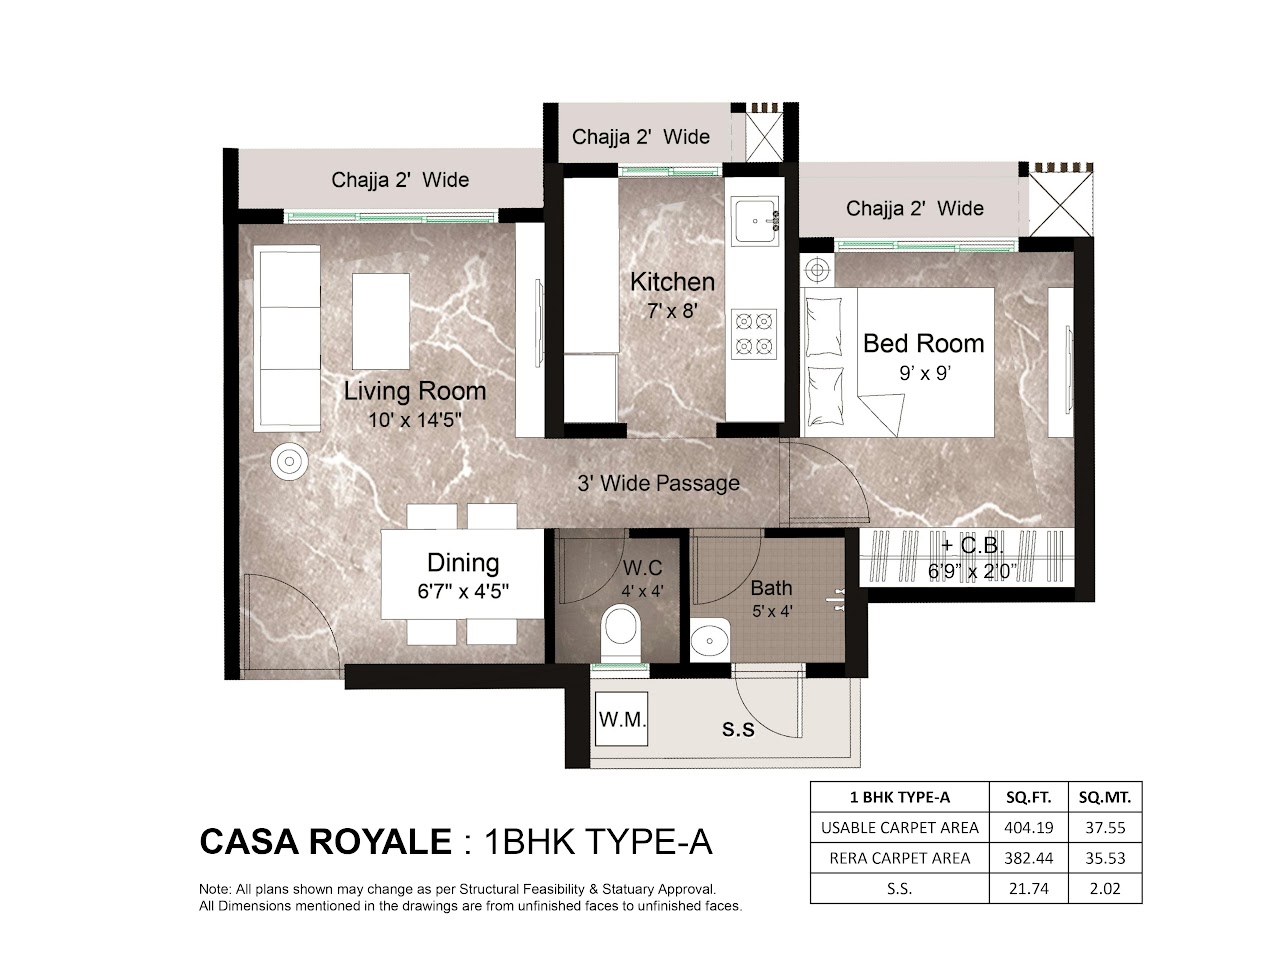 Chajja 2' Wide
Chajja 2' Wide
Chajja 2' Wide
Kitchen
7' x 8'
Bed Room
9’ x 9’
Living Room
10' x 14'5"
3' Wide Passage
+ C.B.
6’9” x 2’0”
Dining
6'7" x 4'5"
W.C
4' x 4'
Bath
5' x 4'
W.M.
S.S
CASA ROYALE : 1BHK TYPE-A
Note: All plans shown may change as per Structural Feasibility & Statuary Approval.
All Dimensions mentioned in the drawings are from unfinished faces to unfinished faces.
1 BHK TYPE-A SQ.FT. SQ.MT.
USABLE CARPET AREA 404.19 37.55
RERA CARPET AREA 382.44 35.53
S.S. 21.74 2.02